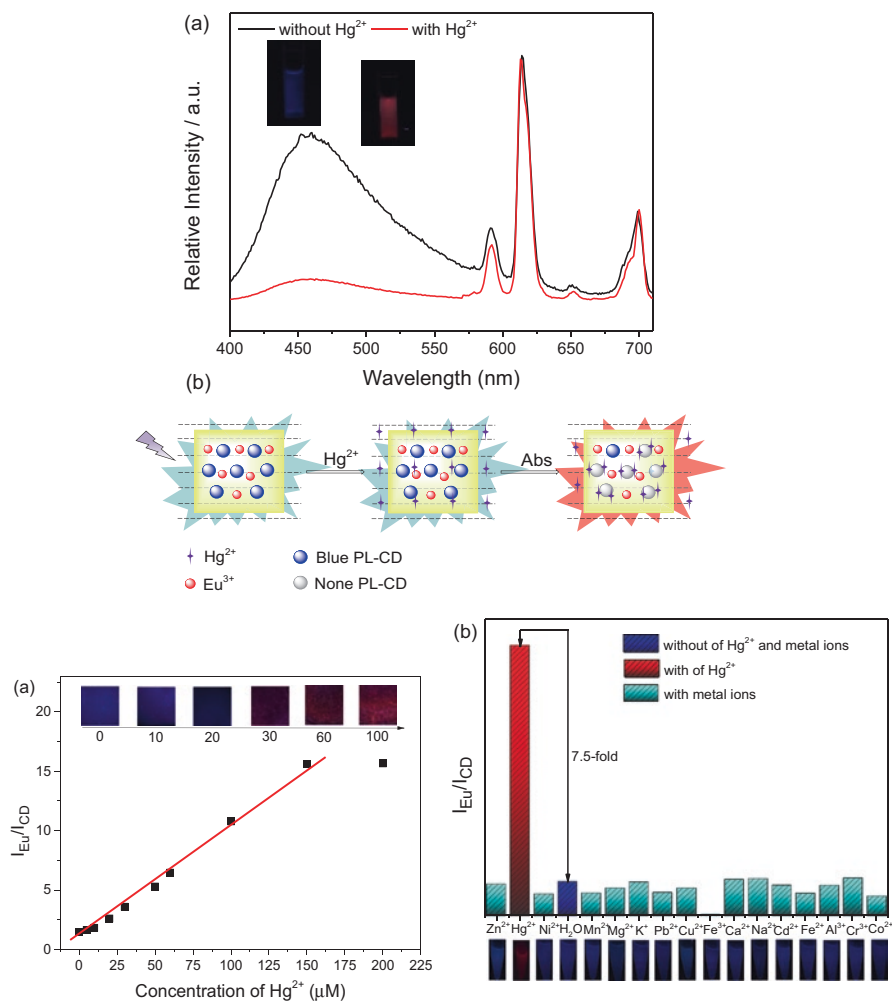 (a)
without Hg²⁺ with Hg²⁺
Relative Intensity / a.u.
400 450 500 550 600 650 700
Wavelength (nm)
(b)
Hg²⁺ Abs
Hg²⁺ Blue PL-CD
Eu³⁺ None PL-CD
(a)
0 10 20 30 60 100
20
15
10
5
0
I_Eu/I_CD
0 25 50 75 100 125 150 175 200 225
Concentration of Hg²⁺ (μM)
(b)
without of Hg²⁺ and metal ions
with of Hg²⁺
with metal ions
7.5-fold
I_Eu/I_CD
Zn²⁺ Hg²⁺ Ni²⁺ H₂O Mn²⁺ Mg²⁺ K⁺ Pb²⁺ Cu²⁺ Fe³⁺ Ca²⁺ Na²⁺ Cd²⁺ Fe²⁺ Al³⁺ Cr³⁺ Co²⁺